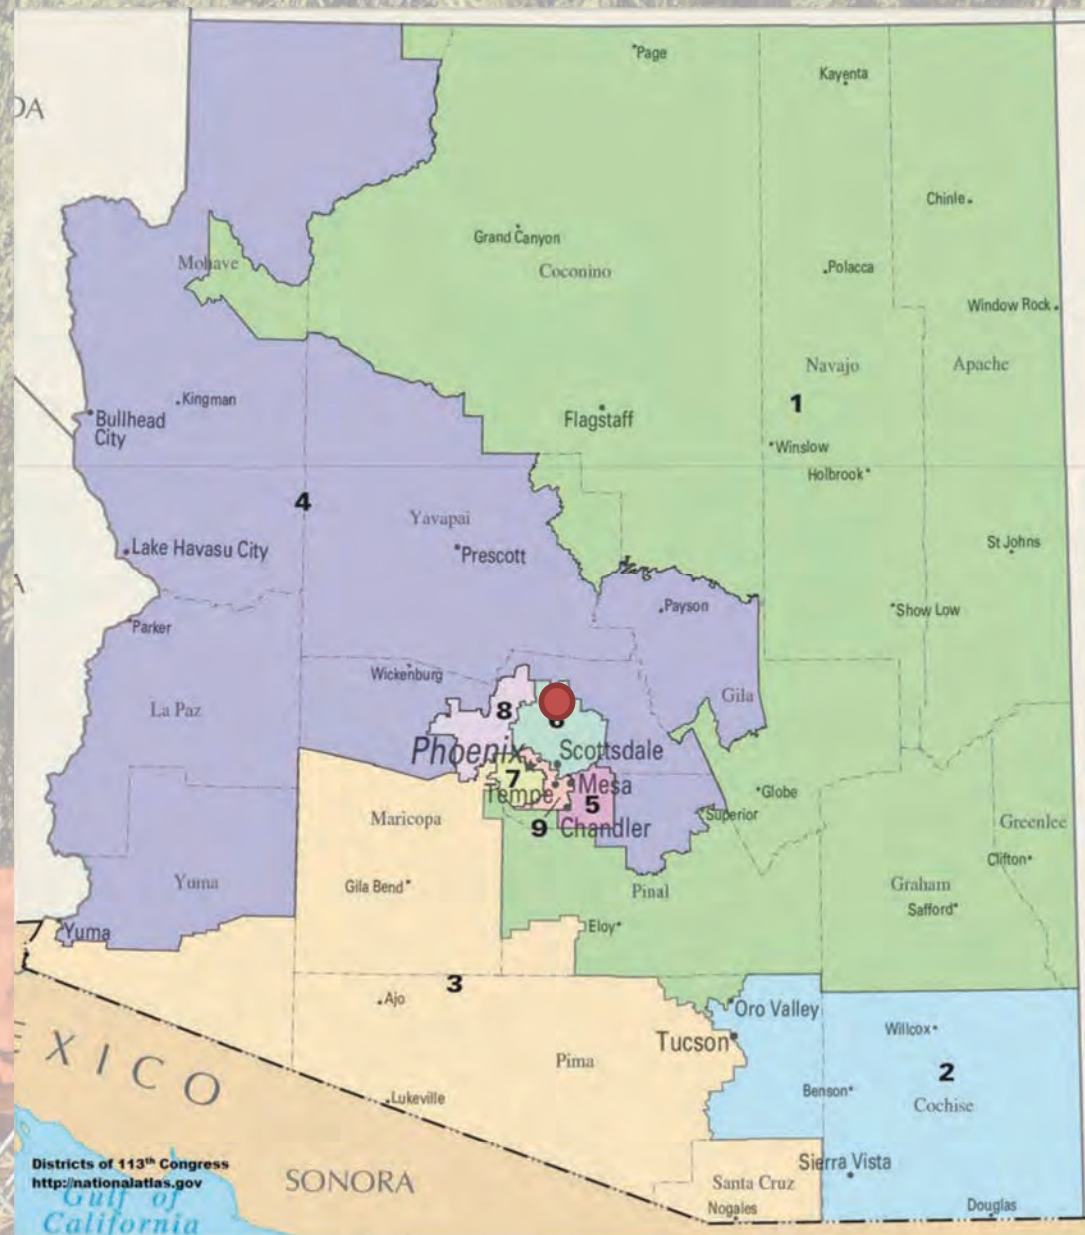 DA
Page
Kayenta
Chinle
Grand Canyon
Mohave
Coconino
Polacca
Window Rock
Navajo
Apache
Kingman
1
Bullhead
City
Flagstaff
Winslow
Holbrook
4
Yavapai
Lake Havasu City
Prescott
St Johns
A
Payson
Show Low
Parker
Wickenburg
Gila
La Paz
8
6
Phoenix
Scottsdale
7
Tempe
Mesa
5
Globe
Superior
Maricopa
9
Chandler
Greenlee
Clifton
Yuma
Gila Bend
Pinal
Graham
Safford
Eloy
Yuma
3
Ajo
Oro Valley
Tucson
Willcox
EXICO
Pima
2
Benson
Cochise
Lukeville
Districts of 113th Congress
http://nationalatlas.gov
Gulf of
California
SONORA
Sierra Vista
Santa Cruz
Nogales
Douglas